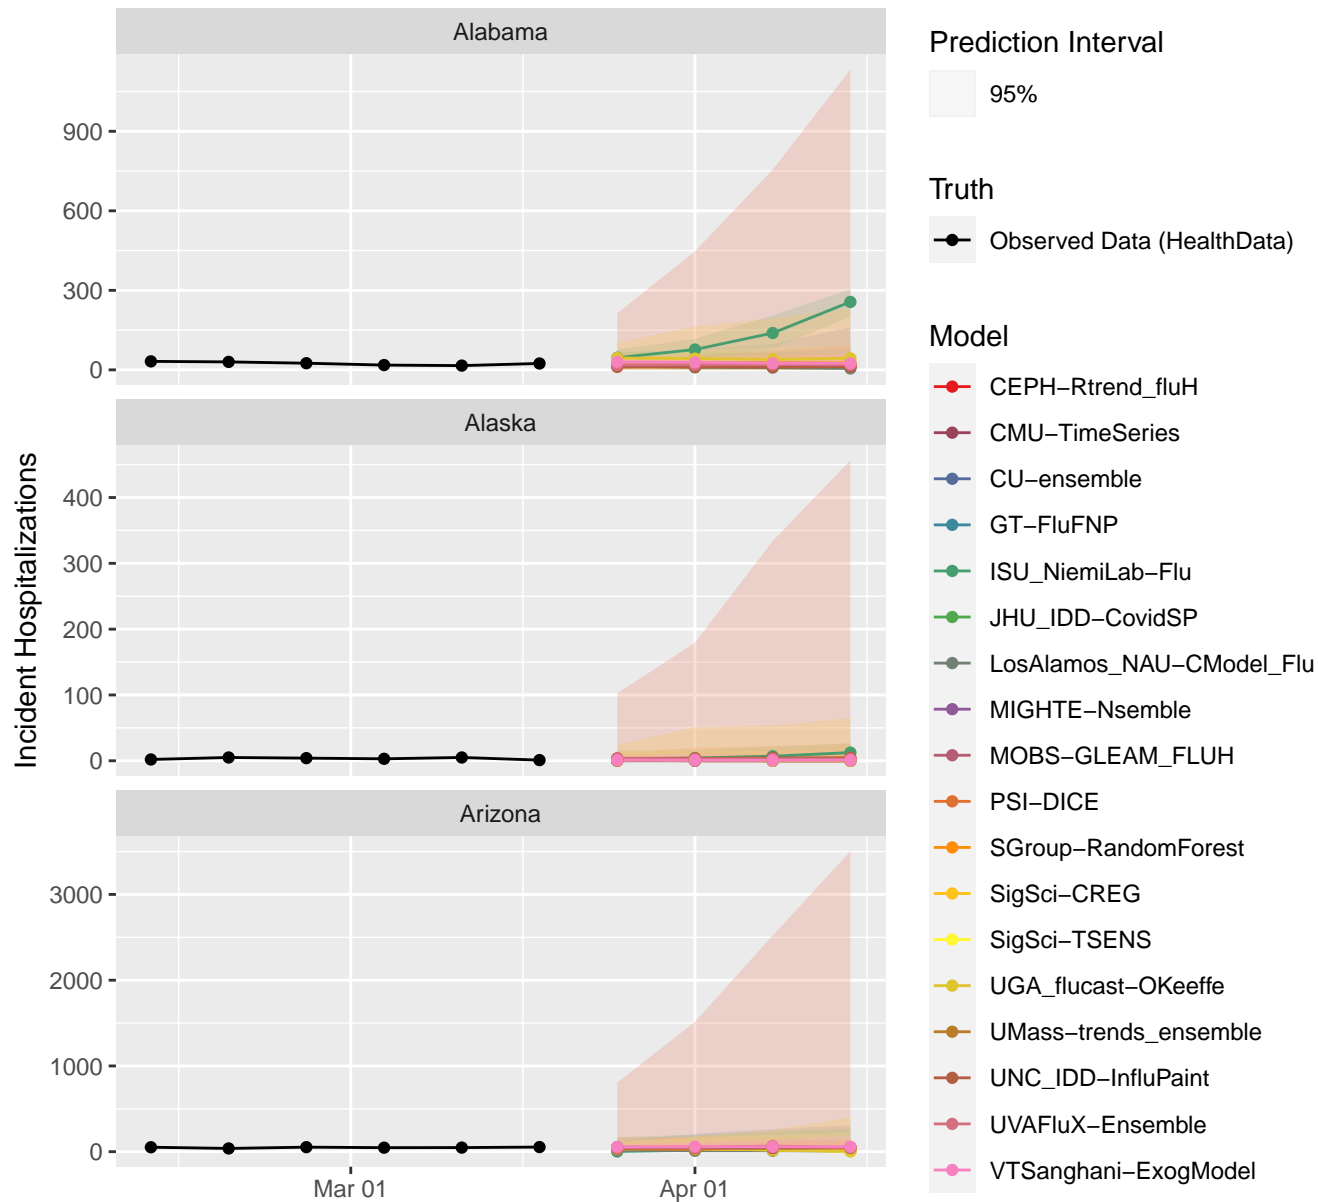 Alabama
900
600
300
0
Alaska
400
300
200
100
0
Arizona
3000
2000
1000
0
Mar 01
Apr 01
Incident Hospitalizations
Prediction Interval
95%
Truth
Observed Data (HealthData)
Model
CEPH−Rtrend_fluH
CMU−TimeSeries
CU−ensemble
GT−FluFNP
ISU_NiemiLab−Flu
JHU_IDD−CovidSP
LosAlamos_NAU−CModel_Flu
MIGHTE−Nsemble
MOBS−GLEAM_FLUH
PSI−DICE
SGroup−RandomForest
SigSci−CREG
SigSci−TSENS
UGA_flucast−OKeeffe
UMass−trends_ensemble
UNC_IDD−InfluPaint
UVAFluX−Ensemble
VTSanghani−ExogModel